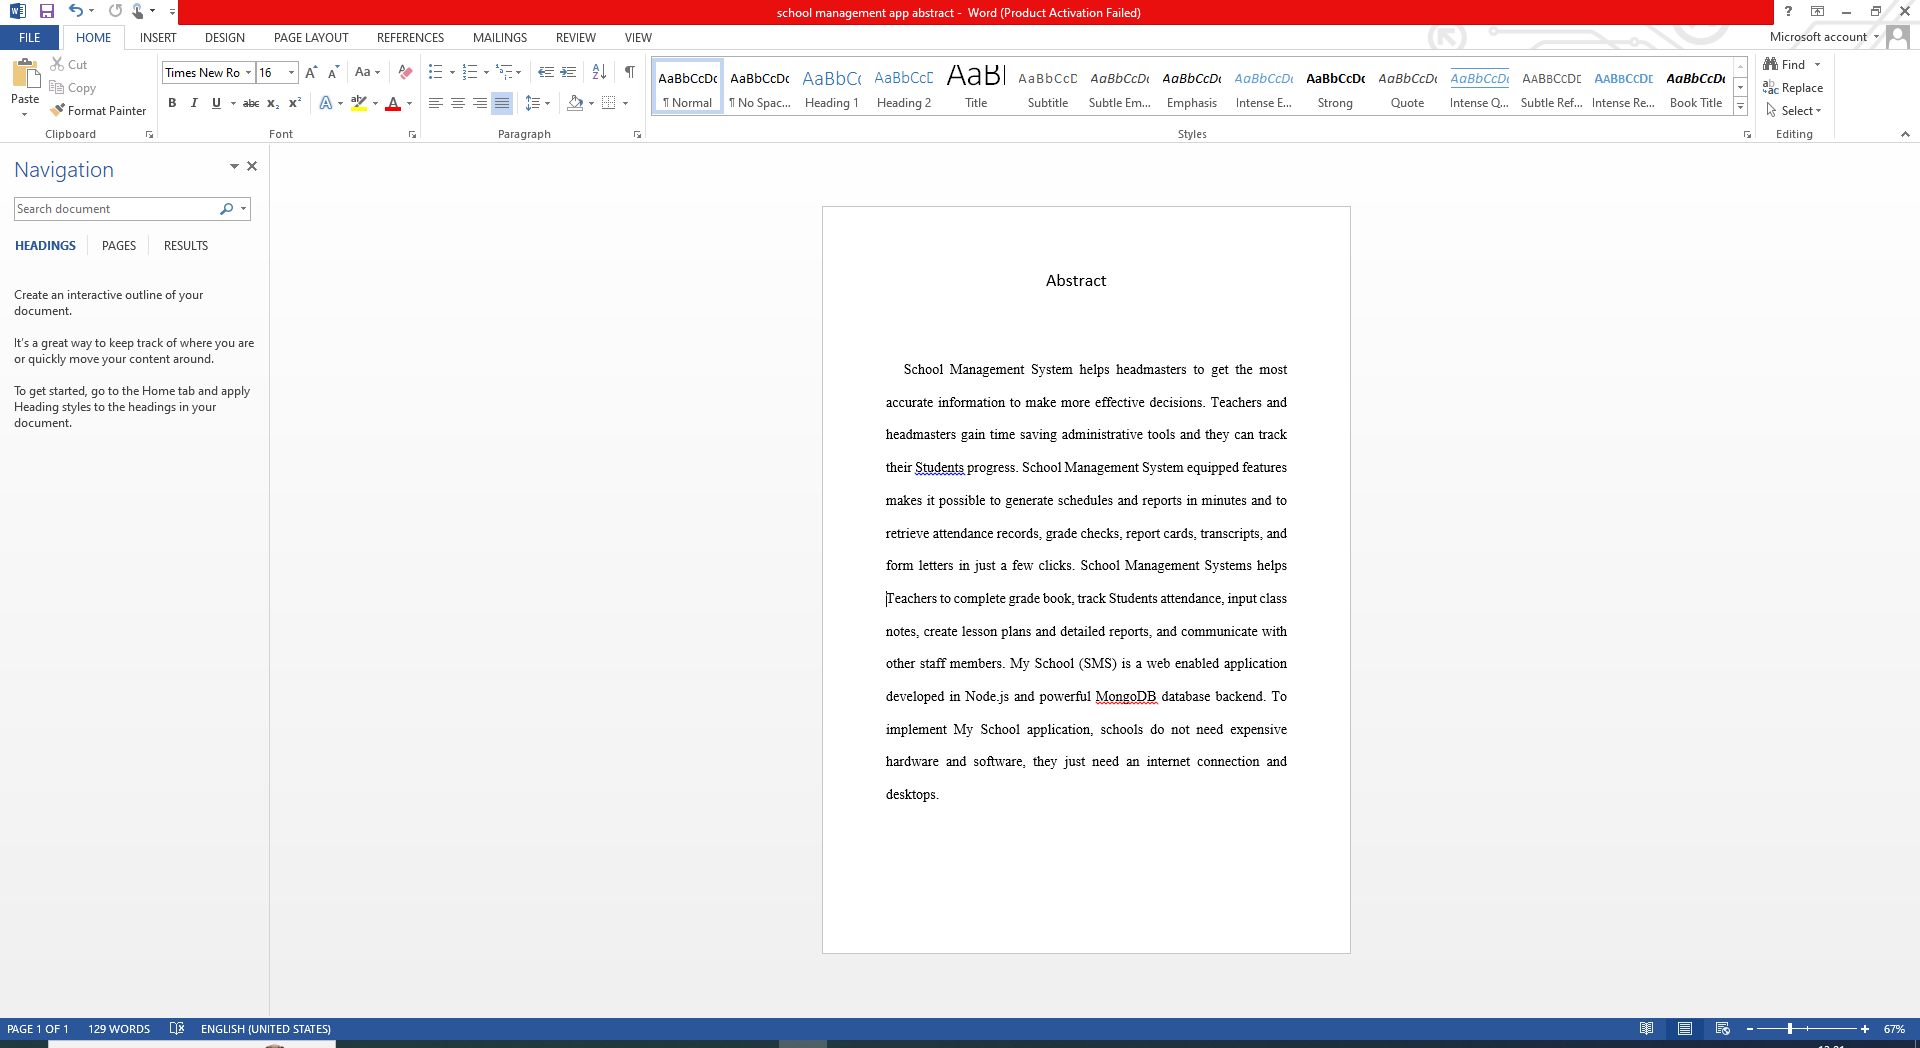 school management app abstract - Word (Product Activation Failed)
?
FILE HOME INSERT DESIGN PAGE LAYOUT REFERENCES MAILINGS REVIEW VIEW
Microsoft account
Paste
Cut
Copy
Format Painter
Clipboard
Times New Ro 16
Aa
B I U abc x₂ x²
Font
Paragraph
AaBbCcDc AaBbCcDc AaBbCc AaBbCcD AaBl AaBbCcD AaBbCcDc AaBbCcDc AaBbCcDc AaBbCcDc AaBbCcDc AaBbCcDc AABBCCDE AABBCCDE AaBbCcDc
¶ Normal ¶ No Spac... Heading 1 Heading 2 Title Subtitle Subtle Em... Emphasis Intense E... Strong Quote Intense Q... Subtle Ref... Intense Re... Book Title
Styles
Find
Replace
Select
Editing
Navigation
Search document
HEADINGS PAGES RESULTS
Create an interactive outline of your
document.
It's a great way to keep track of where you are
or quickly move your content around.
To get started, go to the Home tab and apply
Heading styles to the headings in your
document.
Abstract
School Management System helps headmasters to get the most
accurate information to make more effective decisions. Teachers and
headmasters gain time saving administrative tools and they can track
their Students progress. School Management System equipped features
makes it possible to generate schedules and reports in minutes and to
retrieve attendance records, grade checks, report cards, transcripts, and
form letters in just a few clicks. School Management Systems helps
Teachers to complete grade book, track Students attendance, input class
notes, create lesson plans and detailed reports, and communicate with
other staff members. My School (SMS) is a web enabled application
developed in Node.js and powerful MongoDB database backend. To
implement My School application, schools do not need expensive
hardware and software, they just need an internet connection and
desktops.
PAGE 1 OF 1 129 WORDS ENGLISH (UNITED STATES) 67%